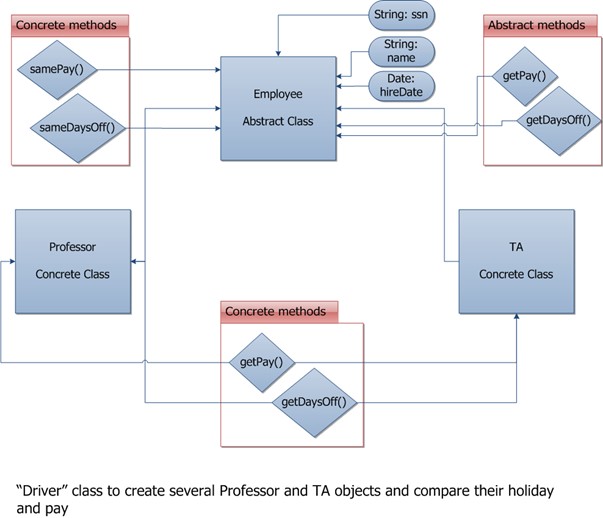 Concrete methods
samePay()
sameDaysOff()
String: ssn
String:
name
Date:
hireDate
Employee
Abstract Class
Abstract methods
getPay()
getDaysOff()
Professor
Concrete Class
TA
Concrete Class
Concrete methods
getPay()
getDaysOff()
“Driver” class to create several Professor and TA objects and compare their holiday
and pay